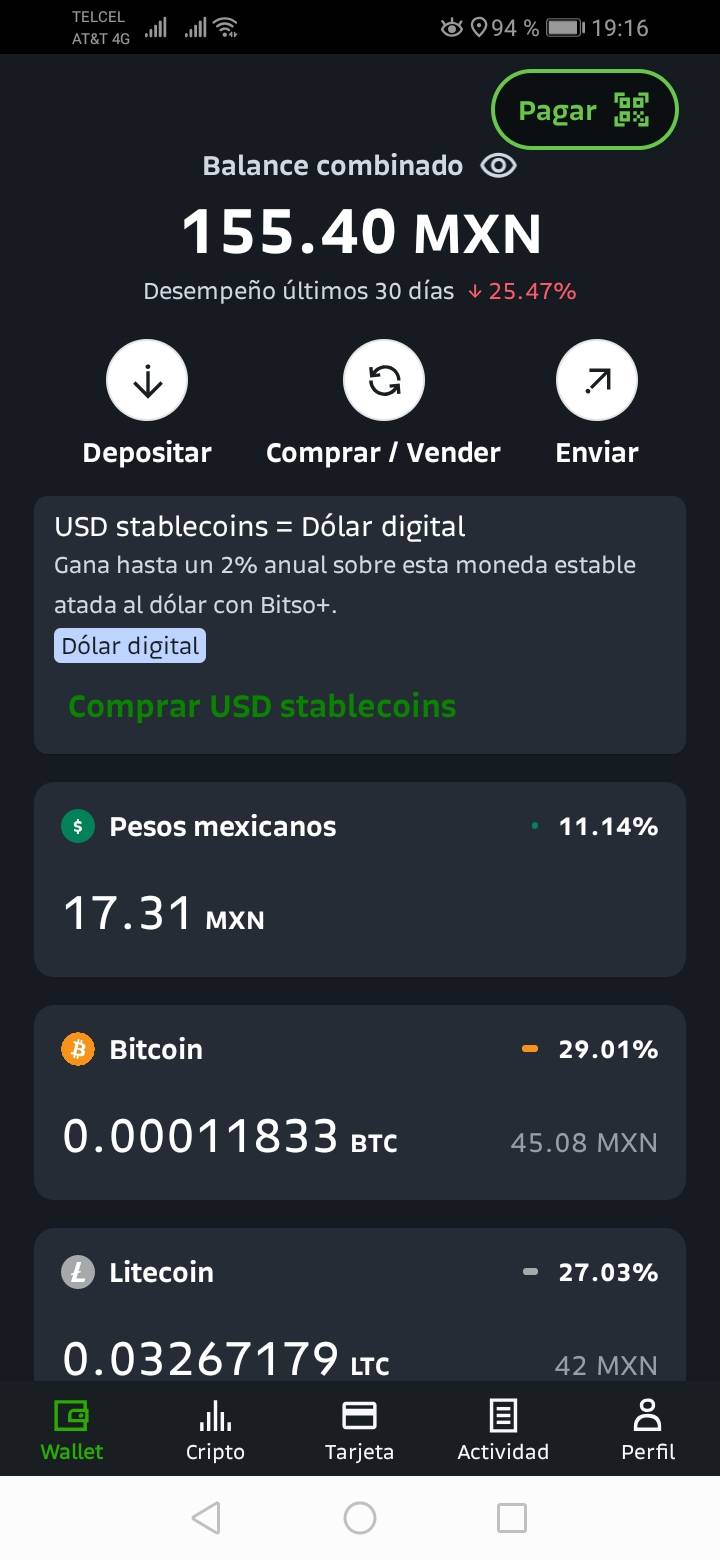 TELCEL
AT&T 4G
94 % 19:16
Pagar
Balance combinado
155.40 MXN
Desempeño últimos 30 días ↓ 25.47%
Depositar Comprar / Vender Enviar
USD stablecoins = Dólar digital
Gana hasta un 2% anual sobre esta moneda estable
atada al dólar con Bitso+.
Dólar digital
Comprar USD stablecoins
$ Pesos mexicanos 11.14%
17.31 MXN
Bitcoin 29.01%
0.00011833 BTC 45.08 MXN
Litecoin 27.03%
0.03267179 LTC 42 MXN
Wallet Cripto Tarjeta Actividad Perfil